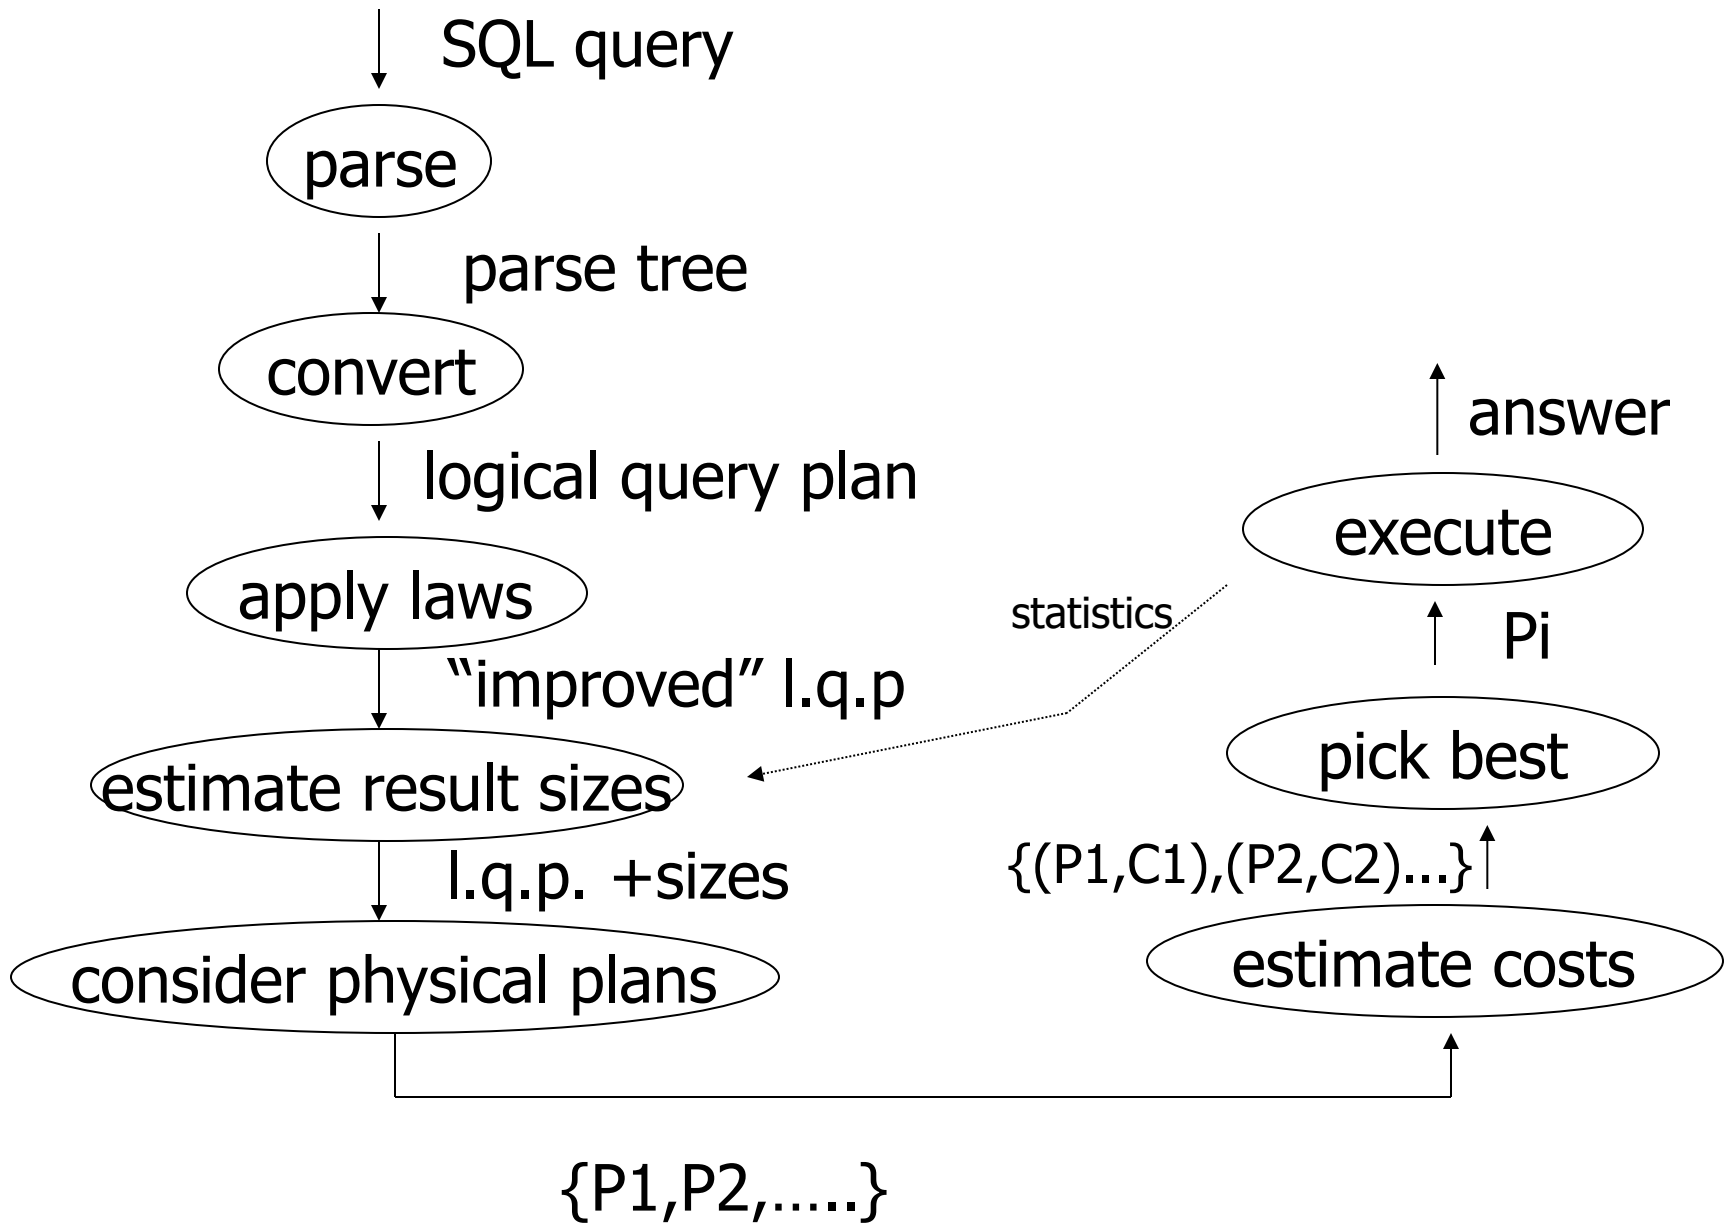 SQL query
parse
parse tree
convert
logical query plan
apply laws
“improved” l.q.p
estimate result sizes
l.q.p. +sizes
consider physical plans
{P1,P2,…..}
estimate costs
{(P1,C1),(P2,C2)...}
pick best
Pi
execute
answer
statistics